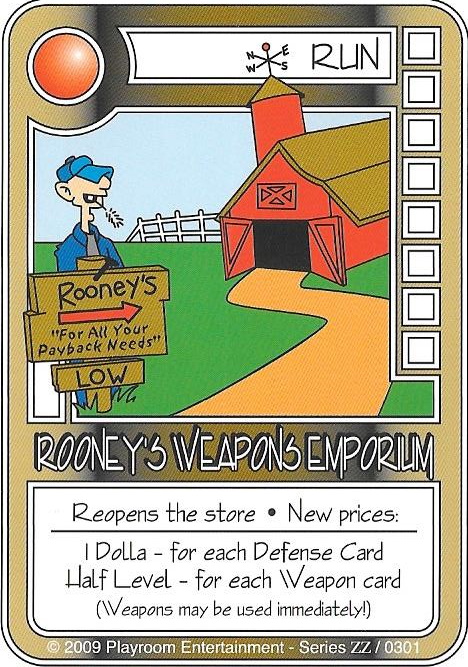 N E
W S
RUN
Rooney's
"For All Your
Payback Needs"
LOW
ROONEY'S WEAPONS EMPORIUM
Reopens the store • New prices:
1 Dolla - for each Defense Card
Half Level - for each Weapon card
(Weapons may be used immediately!)
© 2009 Playroom Entertainment - Series ZZ / 0301